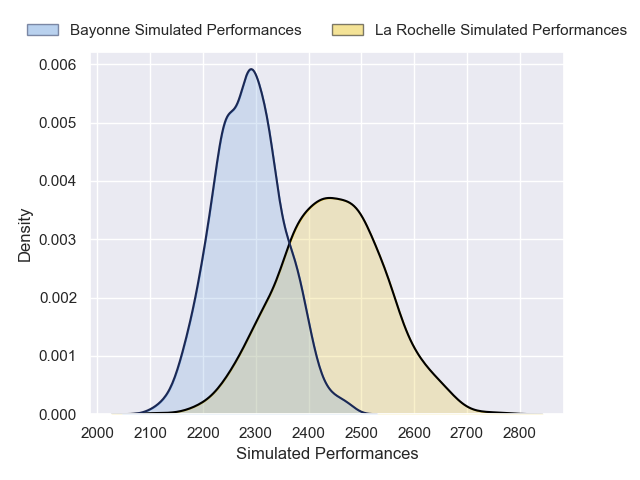 Bayonne Simulated Performances La Rochelle Simulated Performances
0.006
0.005
0.004
0.003
0.002
0.001
0.000
Density
2000 2100 2200 2300 2400 2500 2600 2700 2800
Simulated Performances